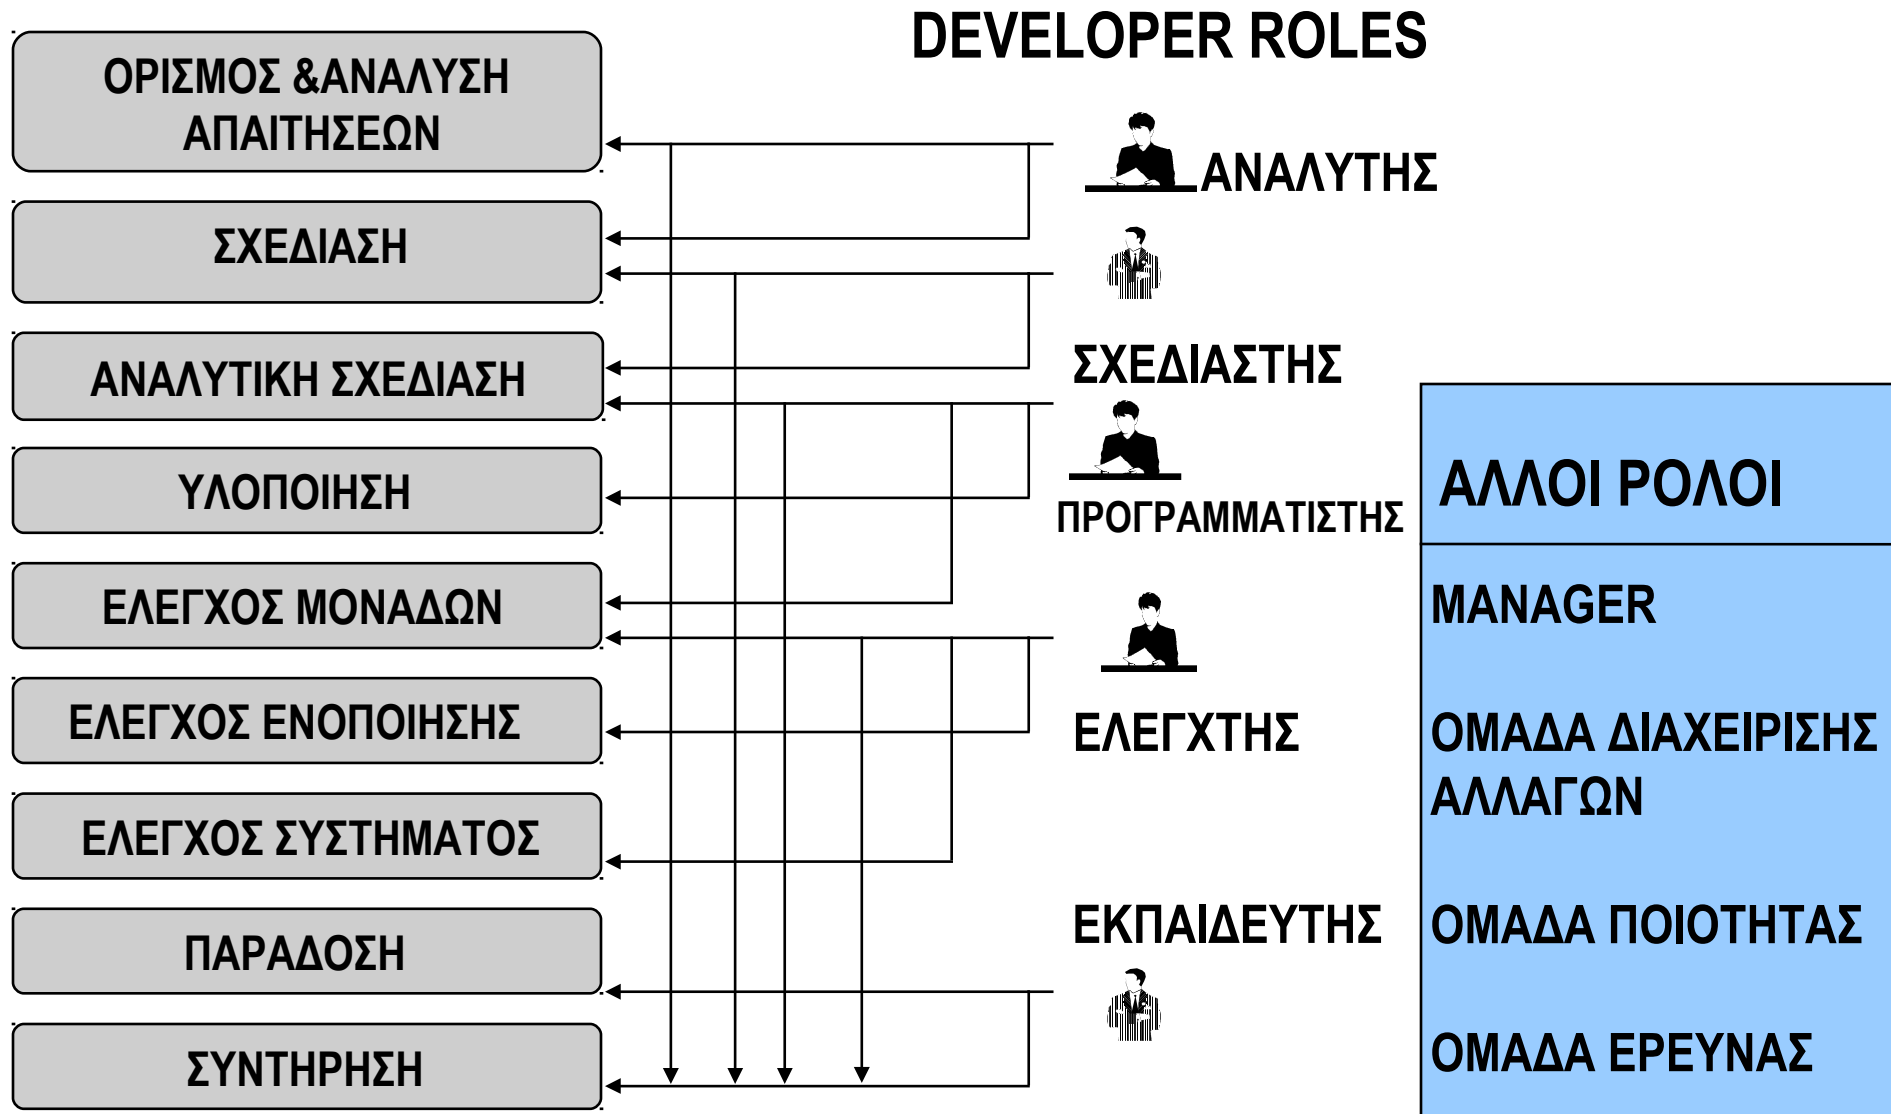 DEVELOPER ROLES
ΟΡΙΣΜΟΣ &ΑΝΑΛΥΣΗ
ΑΠΑΙΤΗΣΕΩΝ
ΣΧΕΔΙΑΣΗ
ΑΝΑΛΥΤΙΚΗ ΣΧΕΔΙΑΣΗ
ΥΛΟΠΟΙΗΣΗ
ΕΛΕΓΧΟΣ ΜΟΝΑΔΩΝ
ΕΛΕΓΧΟΣ ΕΝΟΠΟΙΗΣΗΣ
ΕΛΕΓΧΟΣ ΣΥΣΤΗΜΑΤΟΣ
ΠΑΡΑΔΟΣΗ
ΣΥΝΤΗΡΗΣΗ
ΑΝΑΛΥΤΗΣ
ΣΧΕΔΙΑΣΤΗΣ
ΠΡΟΓΡΑΜΜΑΤΙΣΤΗΣ
ΕΛΕΓΧΤΗΣ
ΕΚΠΑΙΔΕΥΤΗΣ
ΑΛΛΟΙ ΡΟΛΟΙ
MANAGER
ΟΜΑΔΑ ΔΙΑΧΕΙΡΙΣΗΣ
ΑΛΛΑΓΩΝ
ΟΜΑΔΑ ΠΟΙΟΤΗΤΑΣ
ΟΜΑΔΑ ΕΡΕΥΝΑΣ